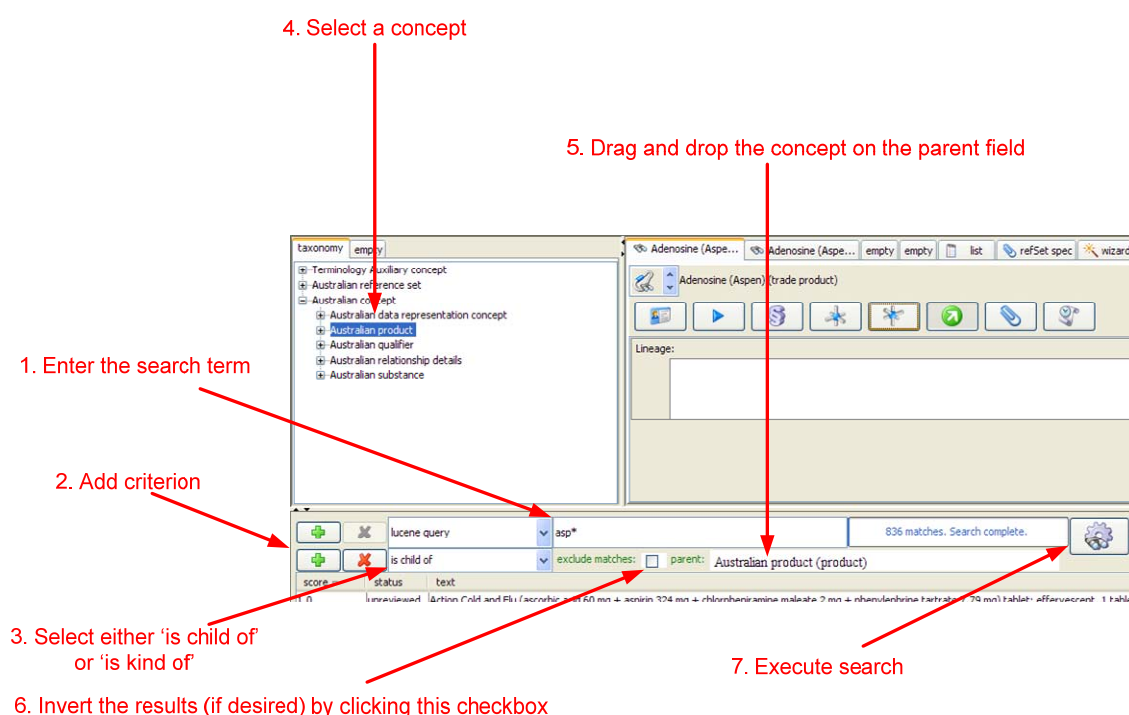 4. Select a concept
5. Drag and drop the concept on the parent field
taxonomy empty
Adenosine (Aspe... Adenosine (Aspe... empty empty list refSet spec wizard
Terminology Auxiliary concept
Australian reference set
Australian concept
Australian data representation concept
Australian product
Australian qualifier
Australian relationship details
Australian substance
Adenosine (Aspen) (trade product)
Lineage:
1. Enter the search term
2. Add criterion
lucene query asp* 836 matches. Search complete.
is child of exclude matches: parent: Australian product (product)
score status text
1.0 unreviewed Action Cold and Flu (ascorbic acid 60 mg + aspirin 324 mg + chlorpheniramine maleate 2 mg + phenylephrine tartrate 7.79 mg) tablet: effervescent, 1 table
3. Select either ‘is child of’
or ‘is kind of’
7. Execute search
6. Invert the results (if desired) by clicking this checkbox